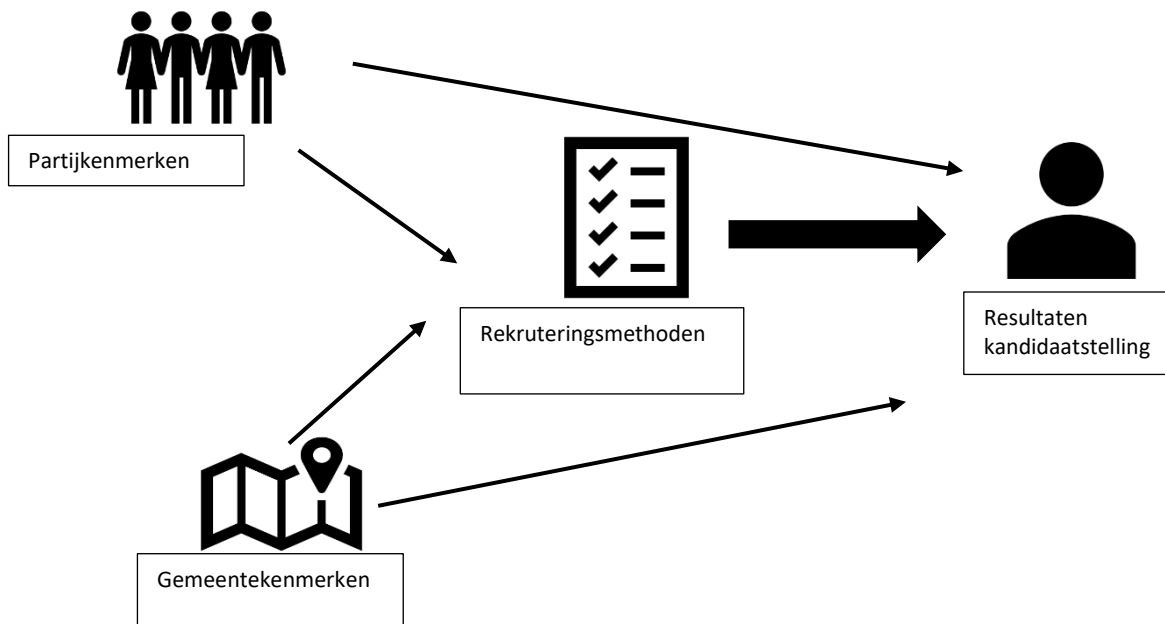 Partijkenmerken
Rekruteringsmethoden
Resultaten
kandidaatstelling
Gemeentekenmerken